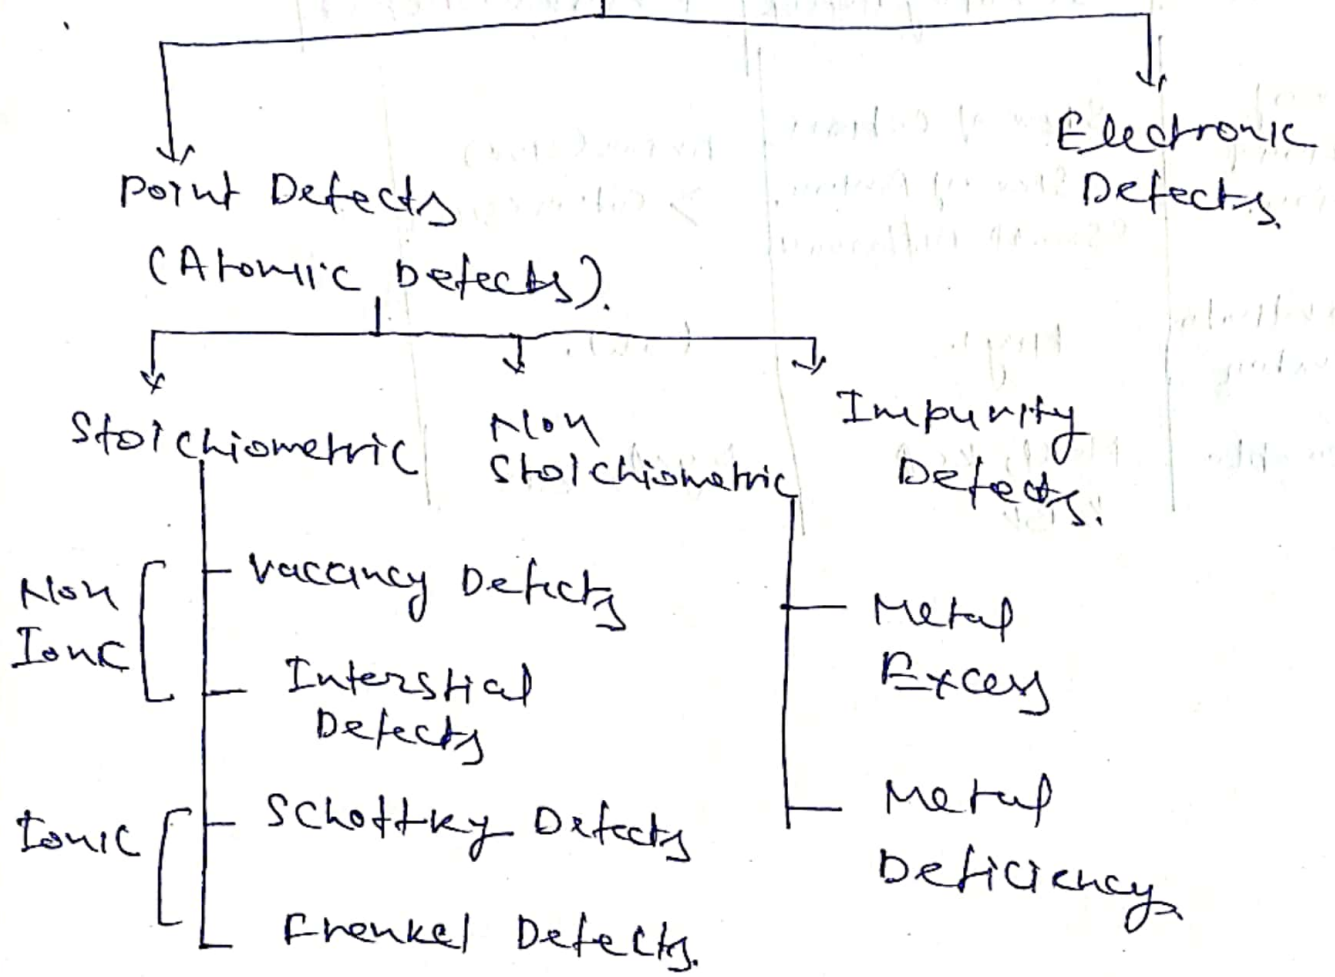 Electronic
Defects.
Point Defects
(Atomic Defects).
Stoichiometric
Non
Stoichiometric
Impurity
Defects.
Non
Ionc
Vaccancy Defects
Interstial
Defects
Metal
Excess
Ionic
Schottky Defects
Frenkel Defects.
Metal
Deficiency